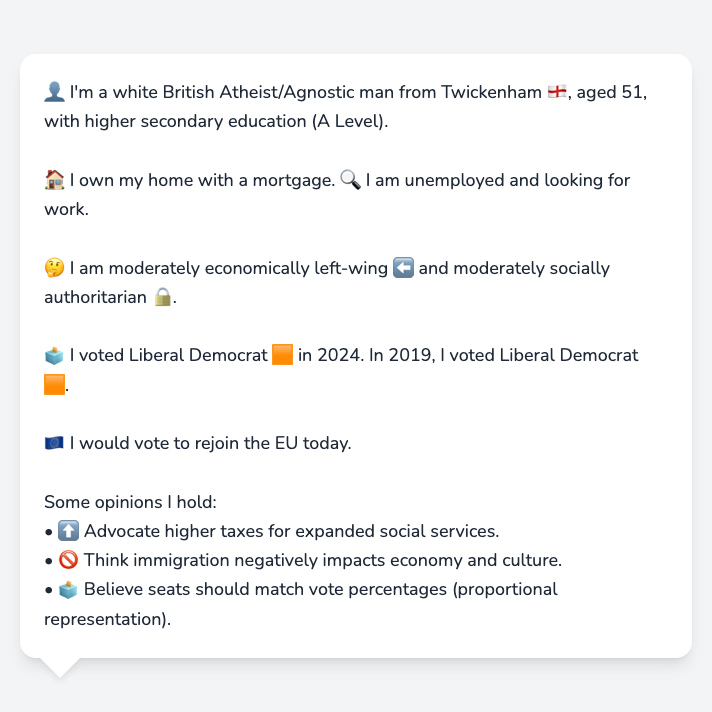 👤 I'm a white British Atheist/Agnostic man from Twickenham 🏴󠁧󠁢󠁥󠁮󠁧󠁿, aged 51,
with higher secondary education (A Level).
🏠 I own my home with a mortgage. 🔍 I am unemployed and looking for
work.
🤔 I am moderately economically left-wing ⬅️ and moderately socially
authoritarian 🔒.
🗳️ I voted Liberal Democrat 🟧 in 2024. In 2019, I voted Liberal Democrat
🟧.
🇪🇺 I would vote to rejoin the EU today.
Some opinions I hold:
• ⬆️ Advocate higher taxes for expanded social services.
• 🚫 Think immigration negatively impacts economy and culture.
• 🗳️ Believe seats should match vote percentages (proportional
representation).